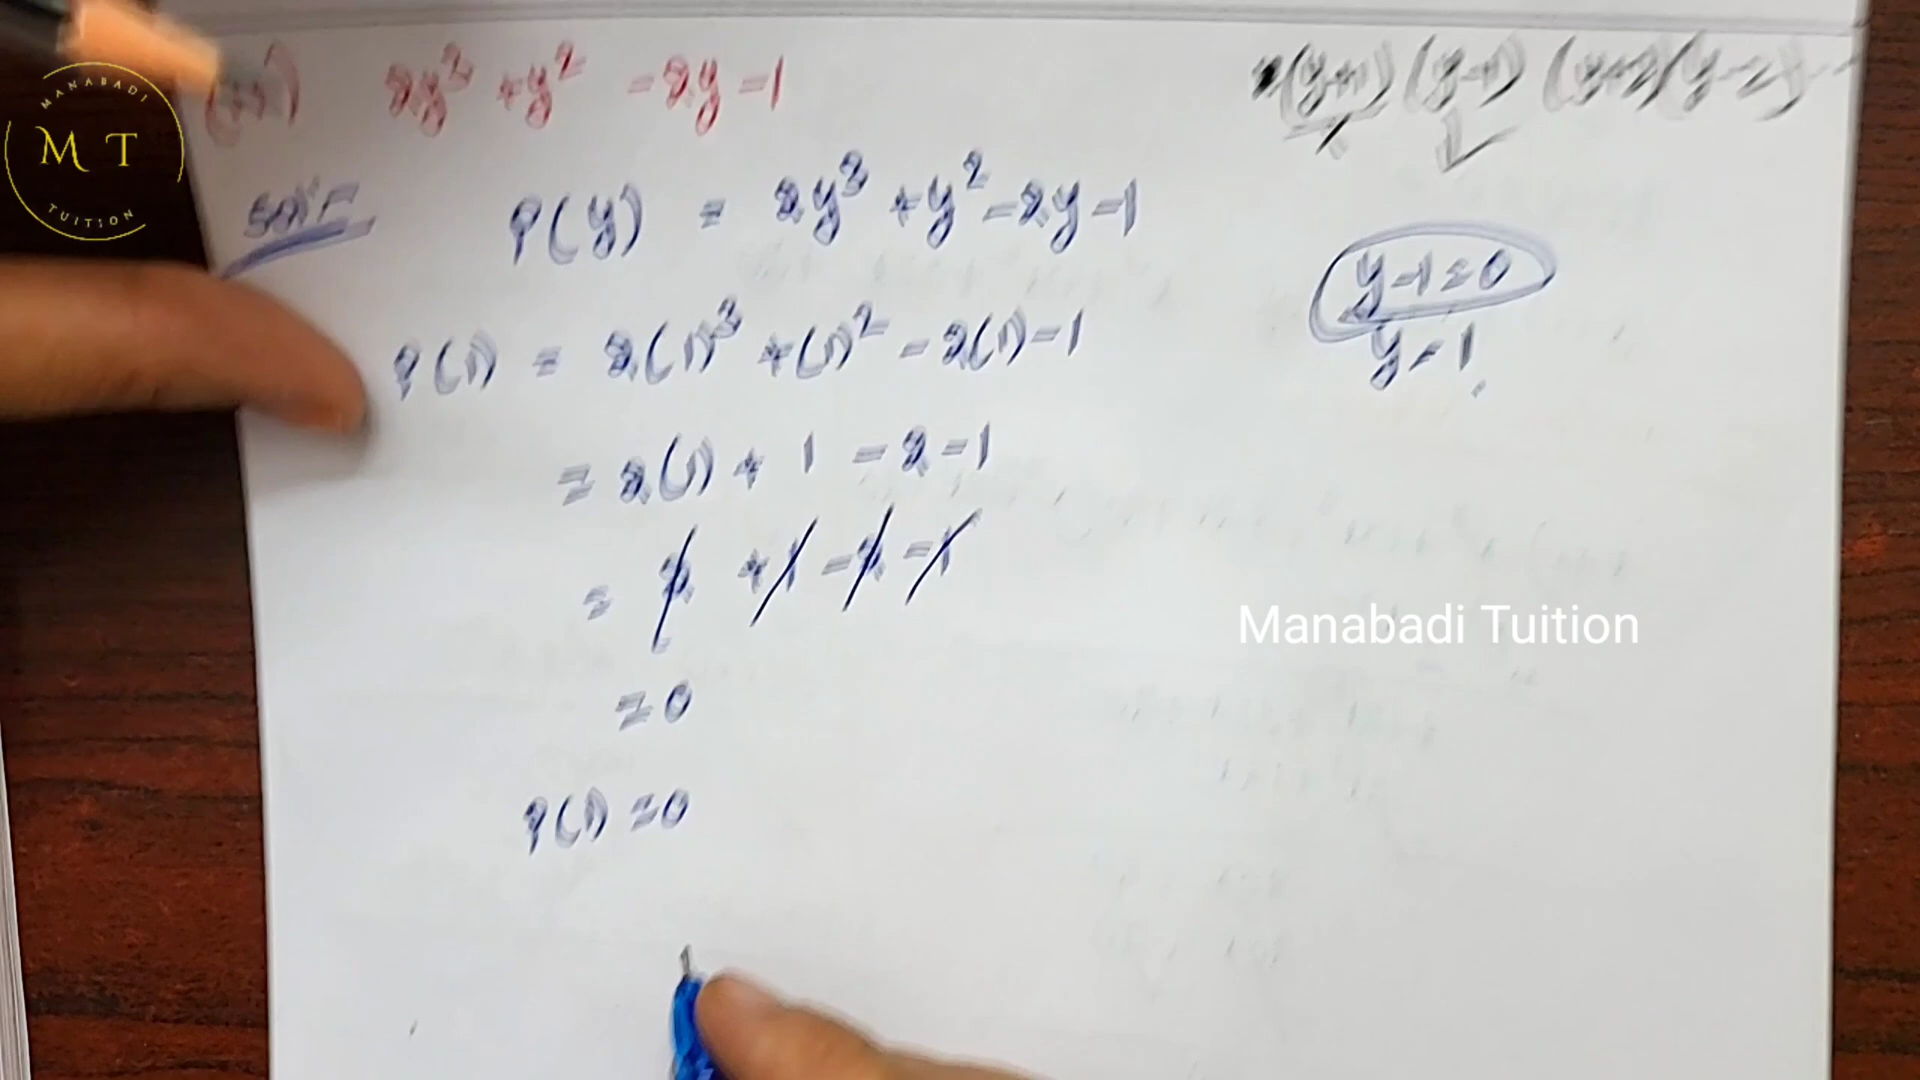 MANABADI
M T
TUITION
2y³ + y² - 2y - 1
(y+1) (y-1) (y+2)(y-2)
Sol:-
P(y) = 2y³ + y² - 2y - 1
y-1=0
y=1
P(1) = 2(1)³ + (1)² - 2(1) - 1
= 2(1) + 1 - 2 - 1
= 2 + 1 - 2 - 1
= 0
P(1) = 0
Manabadi Tuition